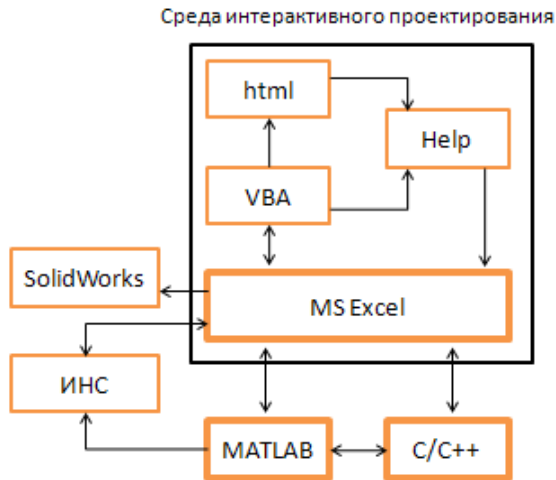 Среда интерактивного проектирования
html
Help
VBA
SolidWorks
MS Excel
ИНС
MATLAB
C/C++